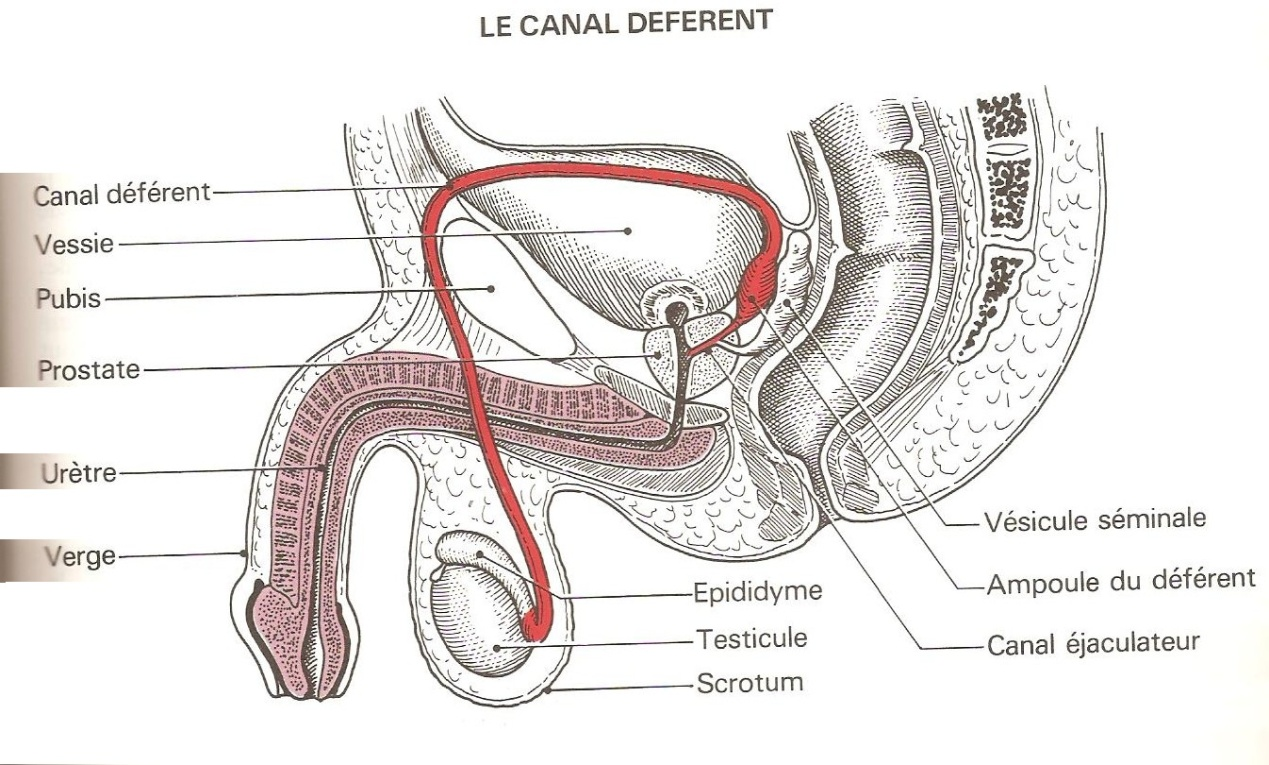 LE CANAL DEFERENT
Canal déférent
Vessie
Pubis
Prostate
Urètre
Verge
Epididyme
Testicule
Scrotum
Vésicule séminale
Ampoule du déférent
Canal éjaculateur